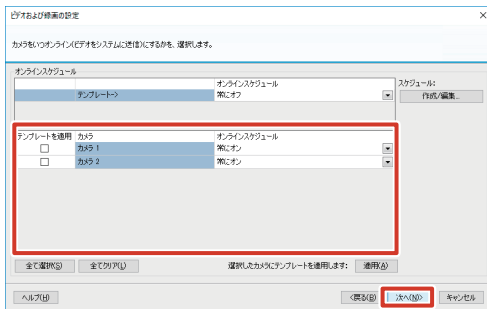 ビデオおよび録画の設定
カメラをいつオンライン(ビデオをシステムに送信)にするかを、選択します。
オンラインスケジュール
オンラインスケジュール
スケジュール:
テンプレート->
常にオフ
作成/編集...
テンプレートを適用 カメラ オンラインスケジュール
カメラ 1 常にオン
カメラ 2 常にオン
全て選択(S) 全てクリア(L) 選択したカメラにテンプレートを適用します: 適用(A)
ヘルプ(H) <戻る(B) 次へ(N)> キャンセル